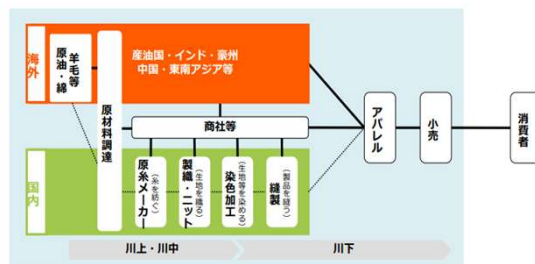 海外
原油・綿
羊毛等
原材料調達
産油国・インド・豪州
中国・東南アジア等
商社等
国内
原糸メーカー
（糸を紡ぐ）
製織・ニット
（生地を織る）
染色加工
（生地等を染める）
縫製
（製品を縫う）
アパレル
小売
消費者
川上・川中
川下